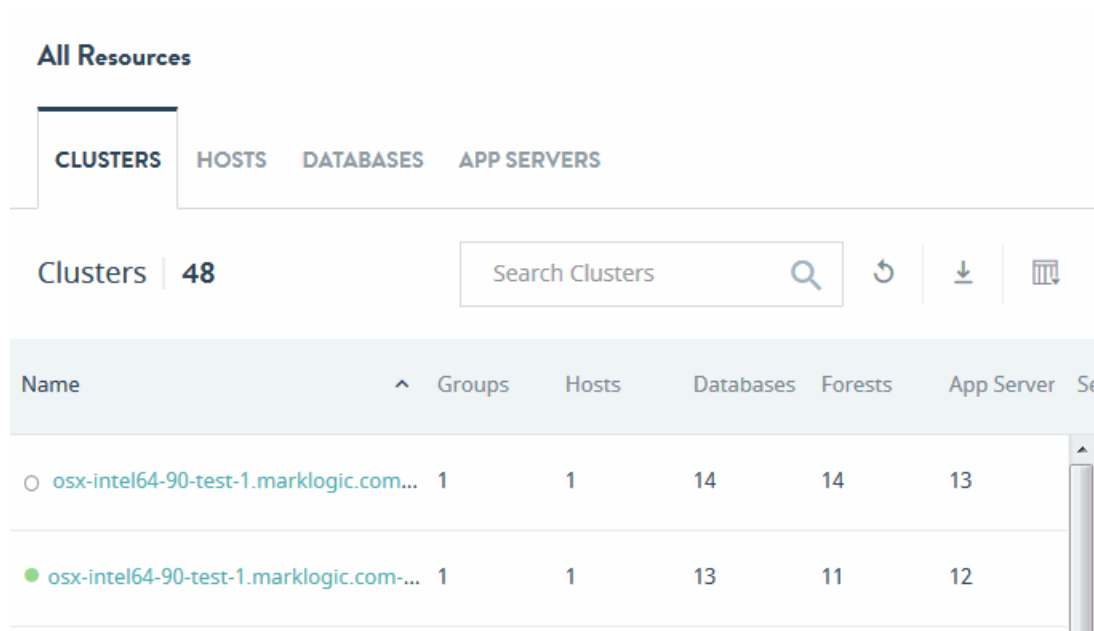 All Resources
CLUSTERS HOSTS DATABASES APP SERVERS
Clusters 48 Search Clusters
Name Groups Hosts Databases Forests App Server Se
osx-intel64-90-test-1.marklogic.com... 1 1 14 14 13
osx-intel64-90-test-1.marklogic.com-... 1 1 13 11 12